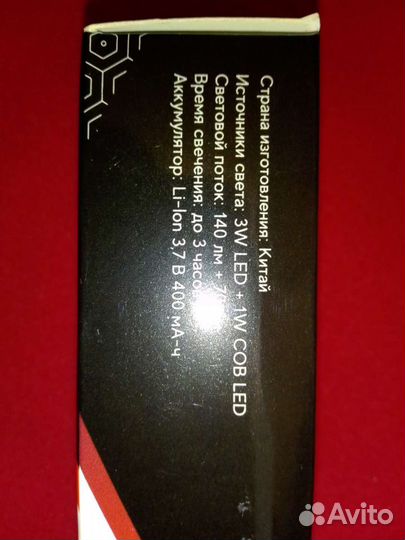 Страна изготовления: Китай
Источники света: 3W LED + 1W COB LED
Световой поток: 140 лм +
Время свечения: до 3 часов
Аккумулятор: Li-Ion 3,7 В 400 мА-ч
Avito